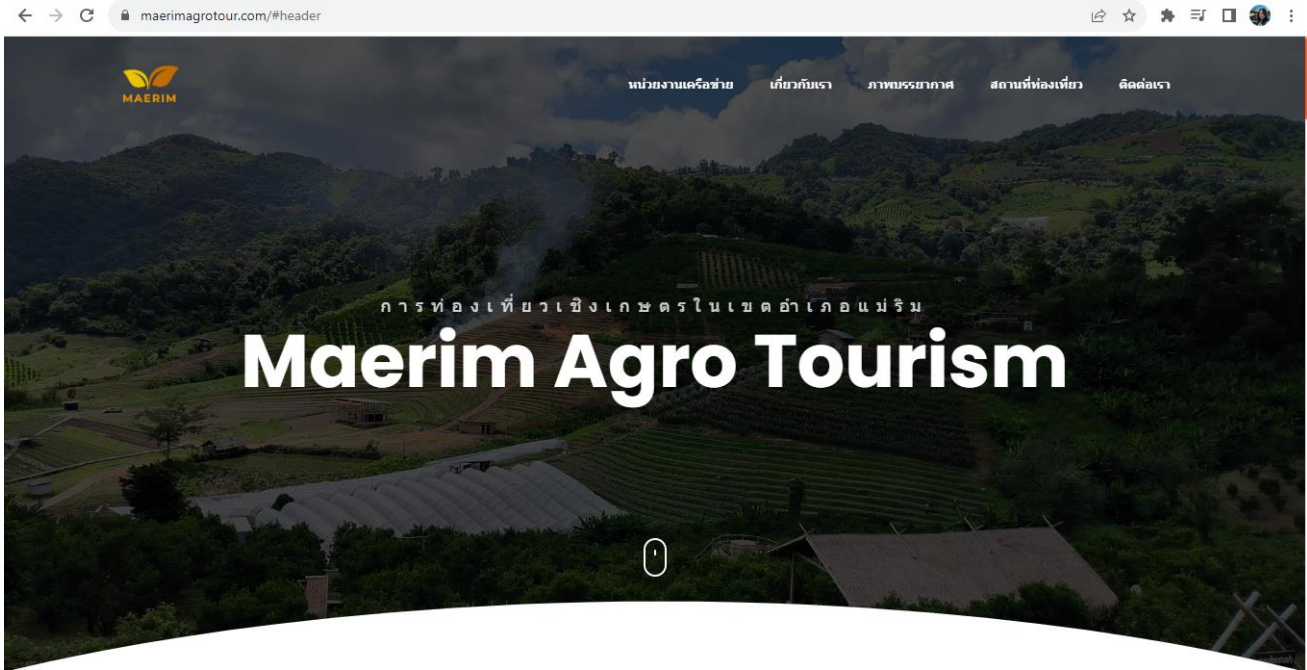 maerimagrotour.com/#header
MAERIM
หน่วยงานเครือข่าย เกี่ยวกับเรา ภาพบรรยากาศ สถานที่ท่องเที่ยว ติดต่อเรา
การท่องเที่ยวเชิงเกษตรในเขตอำเภอแม่ริม
Maerim Agro Tourism